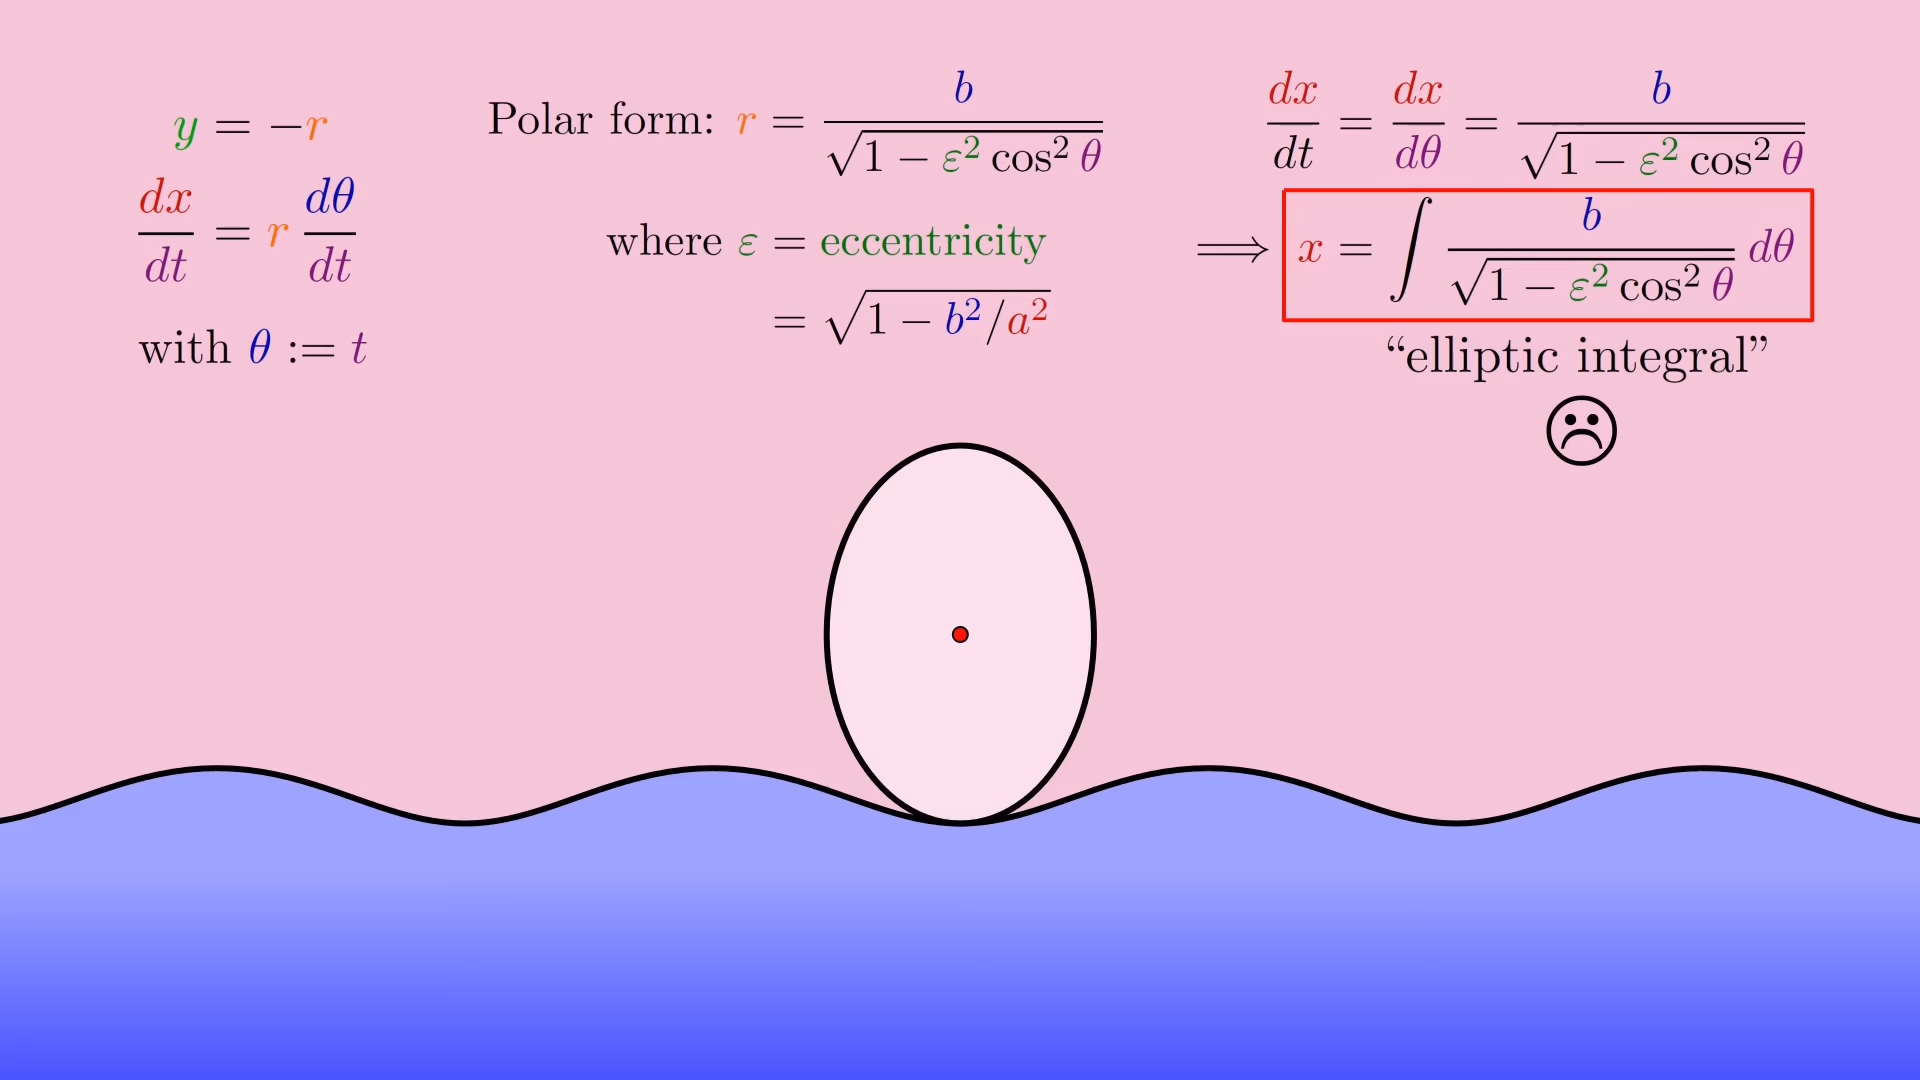 y = −r
dx/dt = r dθ/dt
with θ := t
Polar form: r = b/√(1 − ε² cos² θ)
where ε = eccentricity
= √(1 − b²/a²)
dx/dt = dx/dθ = b/√(1 − ε² cos² θ)
⟹ x = ∫ b/√(1 − ε² cos² θ) dθ
“elliptic integral”